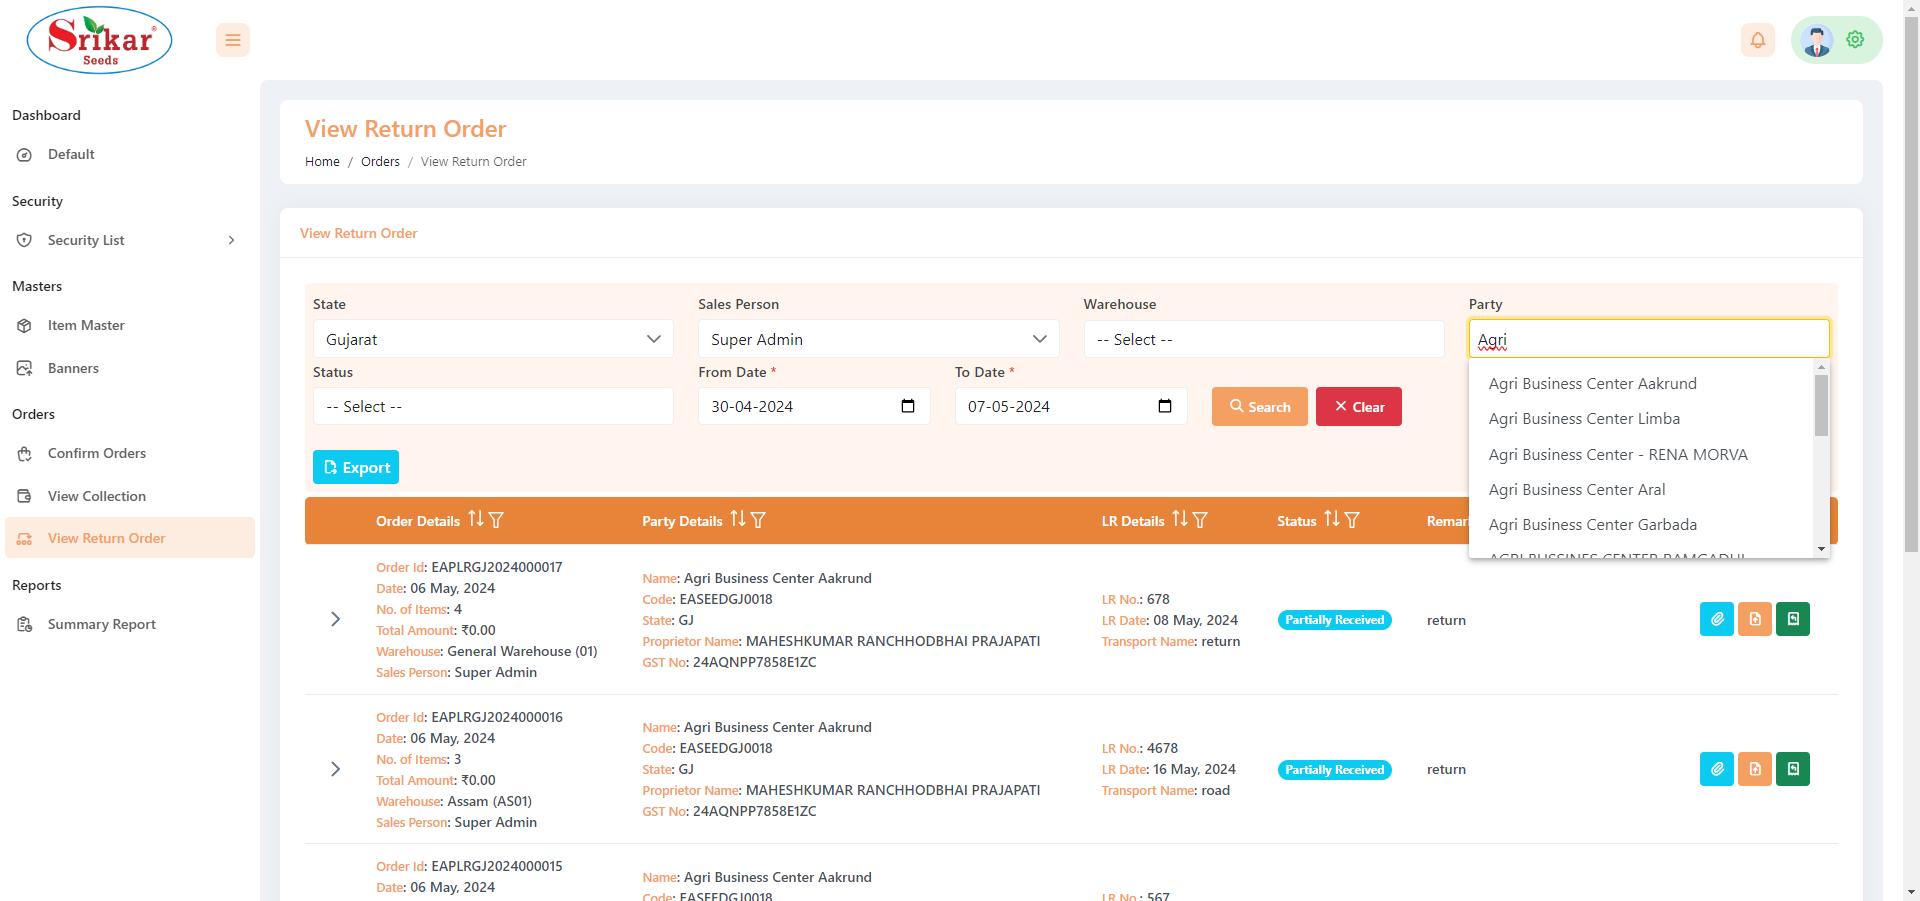 Srikar®
Seeds
Dashboard
Default
Security
Security List
Masters
Item Master
Banners
Orders
Confirm Orders
View Collection
View Return Order
Reports
Summary Report
View Return Order
Home / Orders / View Return Order
View Return Order
State
Gujarat
Sales Person
Super Admin
Warehouse
-- Select --
Party
Agri
Agri Business Center Aakrund
Agri Business Center Limba
Agri Business Center - RENA MORVA
Agri Business Center Aral
Agri Business Center Garbada
Status
-- Select --
From Date *
30-04-2024
To Date *
07-05-2024
Search
Clear
Export
Order Details
Party Details
LR Details
Status
Order Id: EAPLRGJ2024000017
Date: 06 May, 2024
No. of Items: 4
Total Amount: ₹0.00
Warehouse: General Warehouse (01)
Sales Person: Super Admin
Name: Agri Business Center Aakrund
Code: EASEEDGJ0018
State: GJ
Proprietor Name: MAHESHKUMAR RANCHHODBHAI PRAJAPATI
GST No: 24AQNPP7858E1ZC
LR No.: 678
LR Date: 08 May, 2024
Transport Name: return
Partially Received
return
Order Id: EAPLRGJ2024000016
Date: 06 May, 2024
No. of Items: 3
Total Amount: ₹0.00
Warehouse: Assam (AS01)
Sales Person: Super Admin
Name: Agri Business Center Aakrund
Code: EASEEDGJ0018
State: GJ
Proprietor Name: MAHESHKUMAR RANCHHODBHAI PRAJAPATI
GST No: 24AQNPP7858E1ZC
LR No.: 4678
LR Date: 16 May, 2024
Transport Name: road
Partially Received
return
Order Id: EAPLRGJ2024000015
Date: 06 May, 2024
Name: Agri Business Center Aakrund
Code: EASEEDGJ0018
LR No.: 567